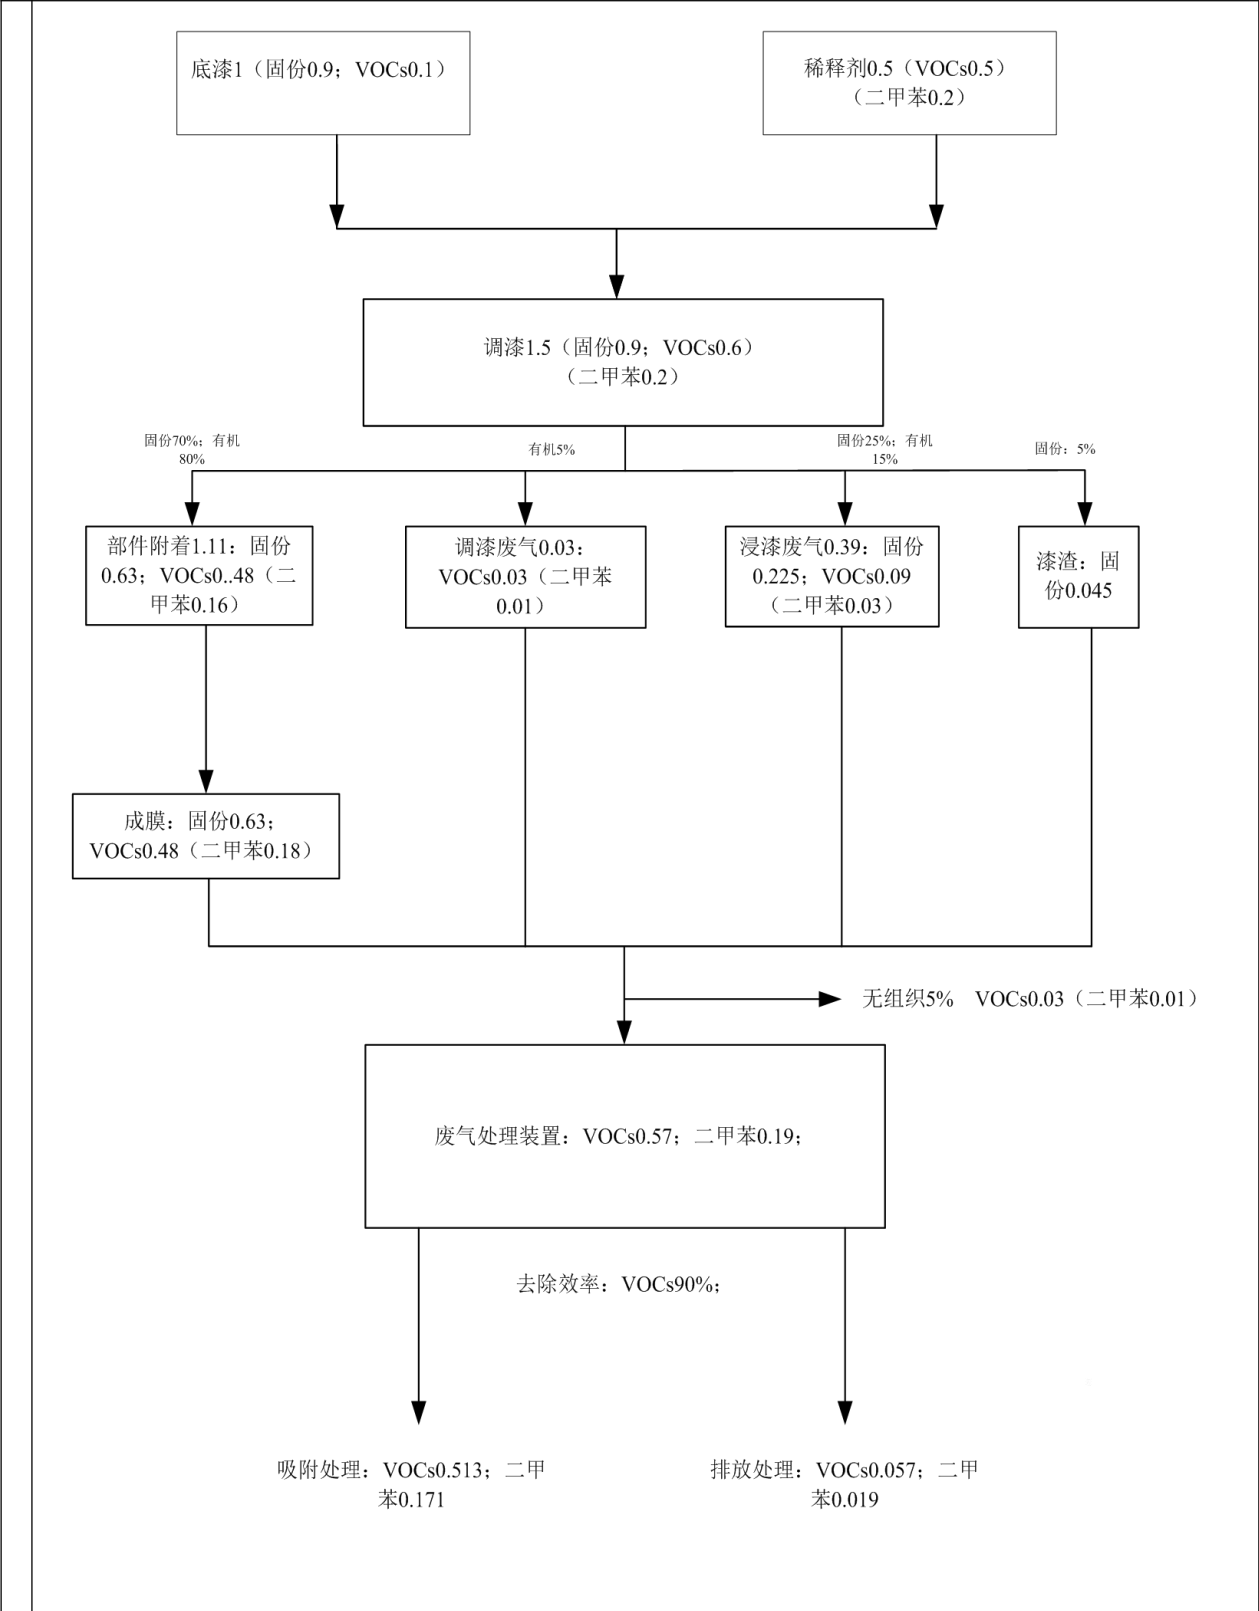 底漆1（固份0.9；VOCs0.1）
稀释剂0.5（VOCs0.5）
（二甲苯0.2）
调漆1.5（固份0.9；VOCs0.6）
（二甲苯0.2）
固份70%；有机
80%
有机5%
固份25%；有机
15%
固份：5%
部件附着1.11：固份
0.63；VOCs0..48（二
甲苯0.16）
调漆废气0.03：
VOCs0.03（二甲苯
0.01）
浸漆废气0.39：固份
0.225；VOCs0.09
（二甲苯0.03）
漆渣：固
份0.045
成膜：固份0.63；
VOCs0.48（二甲苯0.18）
无组织5% VOCs0.03（二甲苯0.01）
废气处理装置：VOCs0.57；二甲苯0.19；
去除效率：VOCs90%；
吸附处理：VOCs0.513；二甲
苯0.171
排放处理：VOCs0.057；二甲
苯0.019